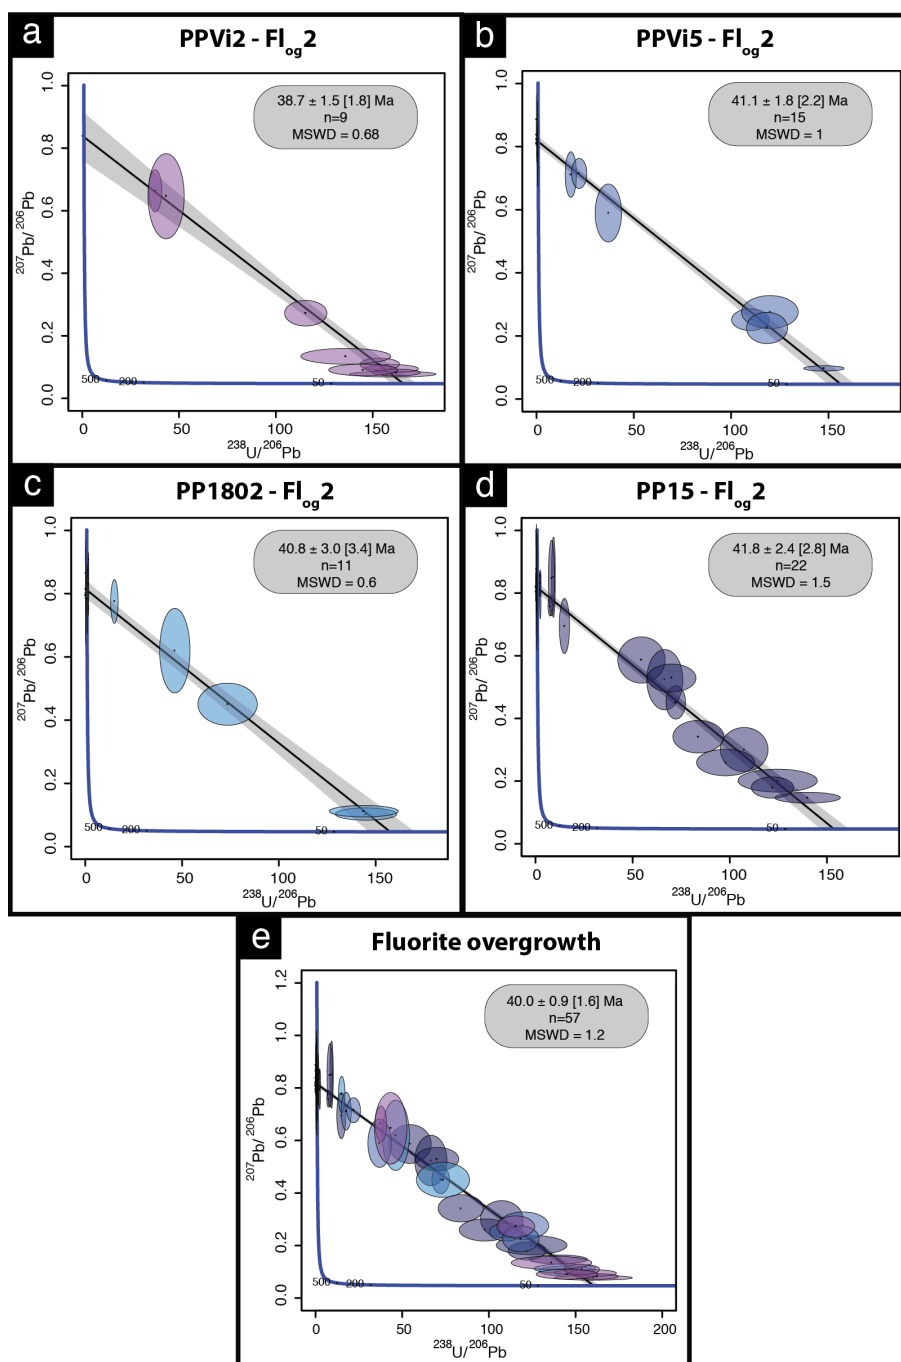 a
PPVi2 - Flog2
38.7 ± 1.5 [1.8] Ma
n=9
MSWD = 0.68
207Pb/ 206Pb
1.0
0.8
0.6
0.4
0.2
0.0
500 200 50
0 50 100 150
238U/206Pb
b
PPVi5 - Flog2
41.1 ± 1.8 [2.2] Ma
n=15
MSWD = 1
207Pb/ 206Pb
1.0
0.8
0.6
0.4
0.2
0.0
500 200 50
0 50 100 150
238U/206Pb
c
PP1802 - Flog2
40.8 ± 3.0 [3.4] Ma
n=11
MSWD = 0.6
207Pb/ 206Pb
1.0
0.8
0.6
0.4
0.2
0.0
500 200 50
0 50 100 150
238U/206Pb
d
PP15 - Flog2
41.8 ± 2.4 [2.8] Ma
n=22
MSWD = 1.5
207Pb/ 206Pb
1.0
0.8
0.6
0.4
0.2
0.0
500 200 50
0 50 100 150
238U/206Pb
e
Fluorite overgrowth
40.0 ± 0.9 [1.6] Ma
n=57
MSWD = 1.2
207Pb/ 206Pb
1.2
1.0
0.8
0.6
0.4
0.2
0.0
500 200 50
0 50 100 150 200
238U/206Pb